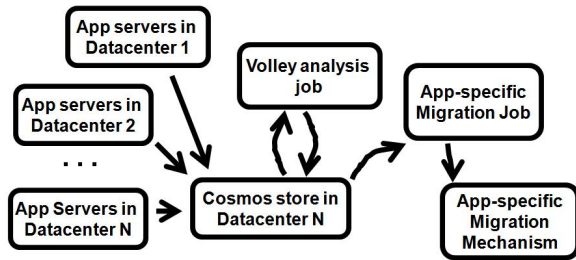 App servers in
Datacenter 1
App servers in
Datacenter 2
. . .
App Servers in
Datacenter N
Volley analysis
job
Cosmos store in
Datacenter N
App-specific
Migration Job
App-specific
Migration
Mechanism